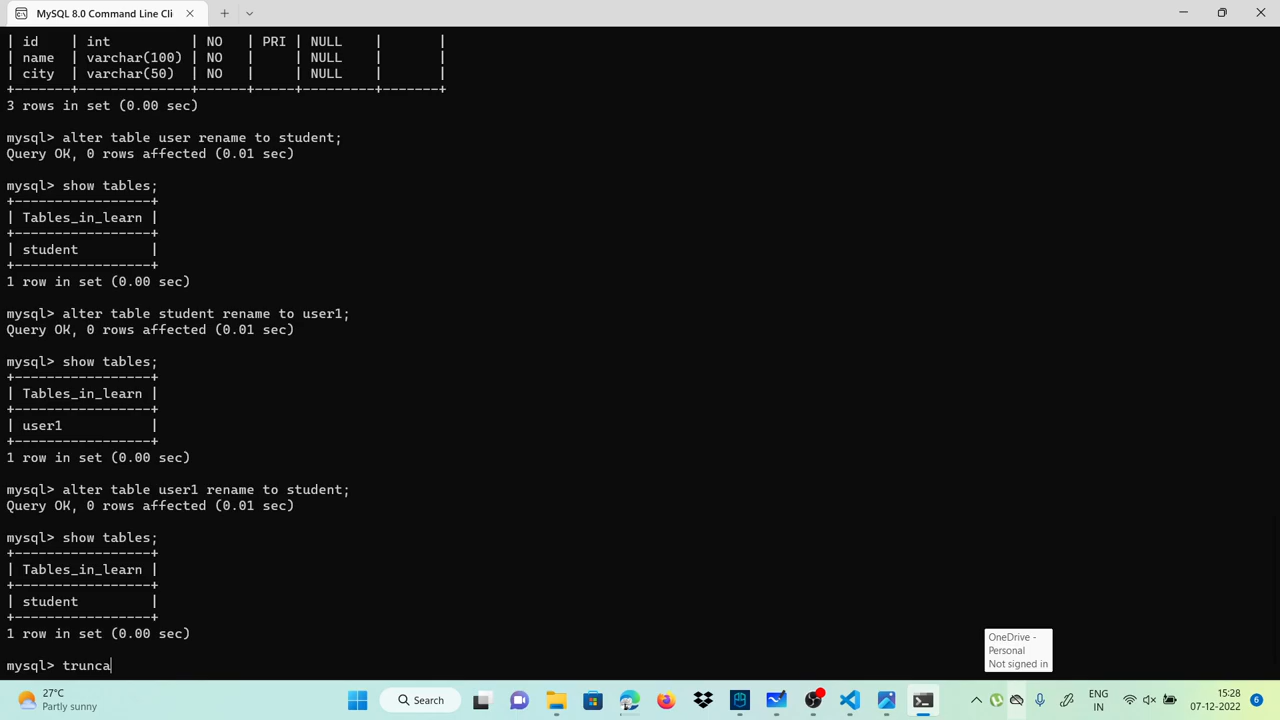 MySQL 8.0 Command Line Cli
| id    | int          | NO   | PRI | NULL    |       |
| name  | varchar(100) | NO   |     | NULL    |       |
| city  | varchar(50)  | NO   |     | NULL    |       |
+-------+--------------+------+-----+---------+-------+
3 rows in set (0.00 sec)
mysql> alter table user rename to student;
Query OK, 0 rows affected (0.01 sec)
mysql> show tables;
+-----------------+
| Tables_in_learn |
+-----------------+
| student         |
+-----------------+
1 row in set (0.00 sec)
mysql> alter table student rename to user1;
Query OK, 0 rows affected (0.01 sec)
mysql> show tables;
+-----------------+
| Tables_in_learn |
+-----------------+
| user1           |
+-----------------+
1 row in set (0.00 sec)
mysql> alter table user1 rename to student;
Query OK, 0 rows affected (0.01 sec)
mysql> show tables;
+-----------------+
| Tables_in_learn |
+-----------------+
| student         |
+-----------------+
1 row in set (0.00 sec)
mysql> trunca
OneDrive -
Personal
Not signed in
27°C
Partly sunny
Search
ENG
IN
15:28
07-12-2022
6